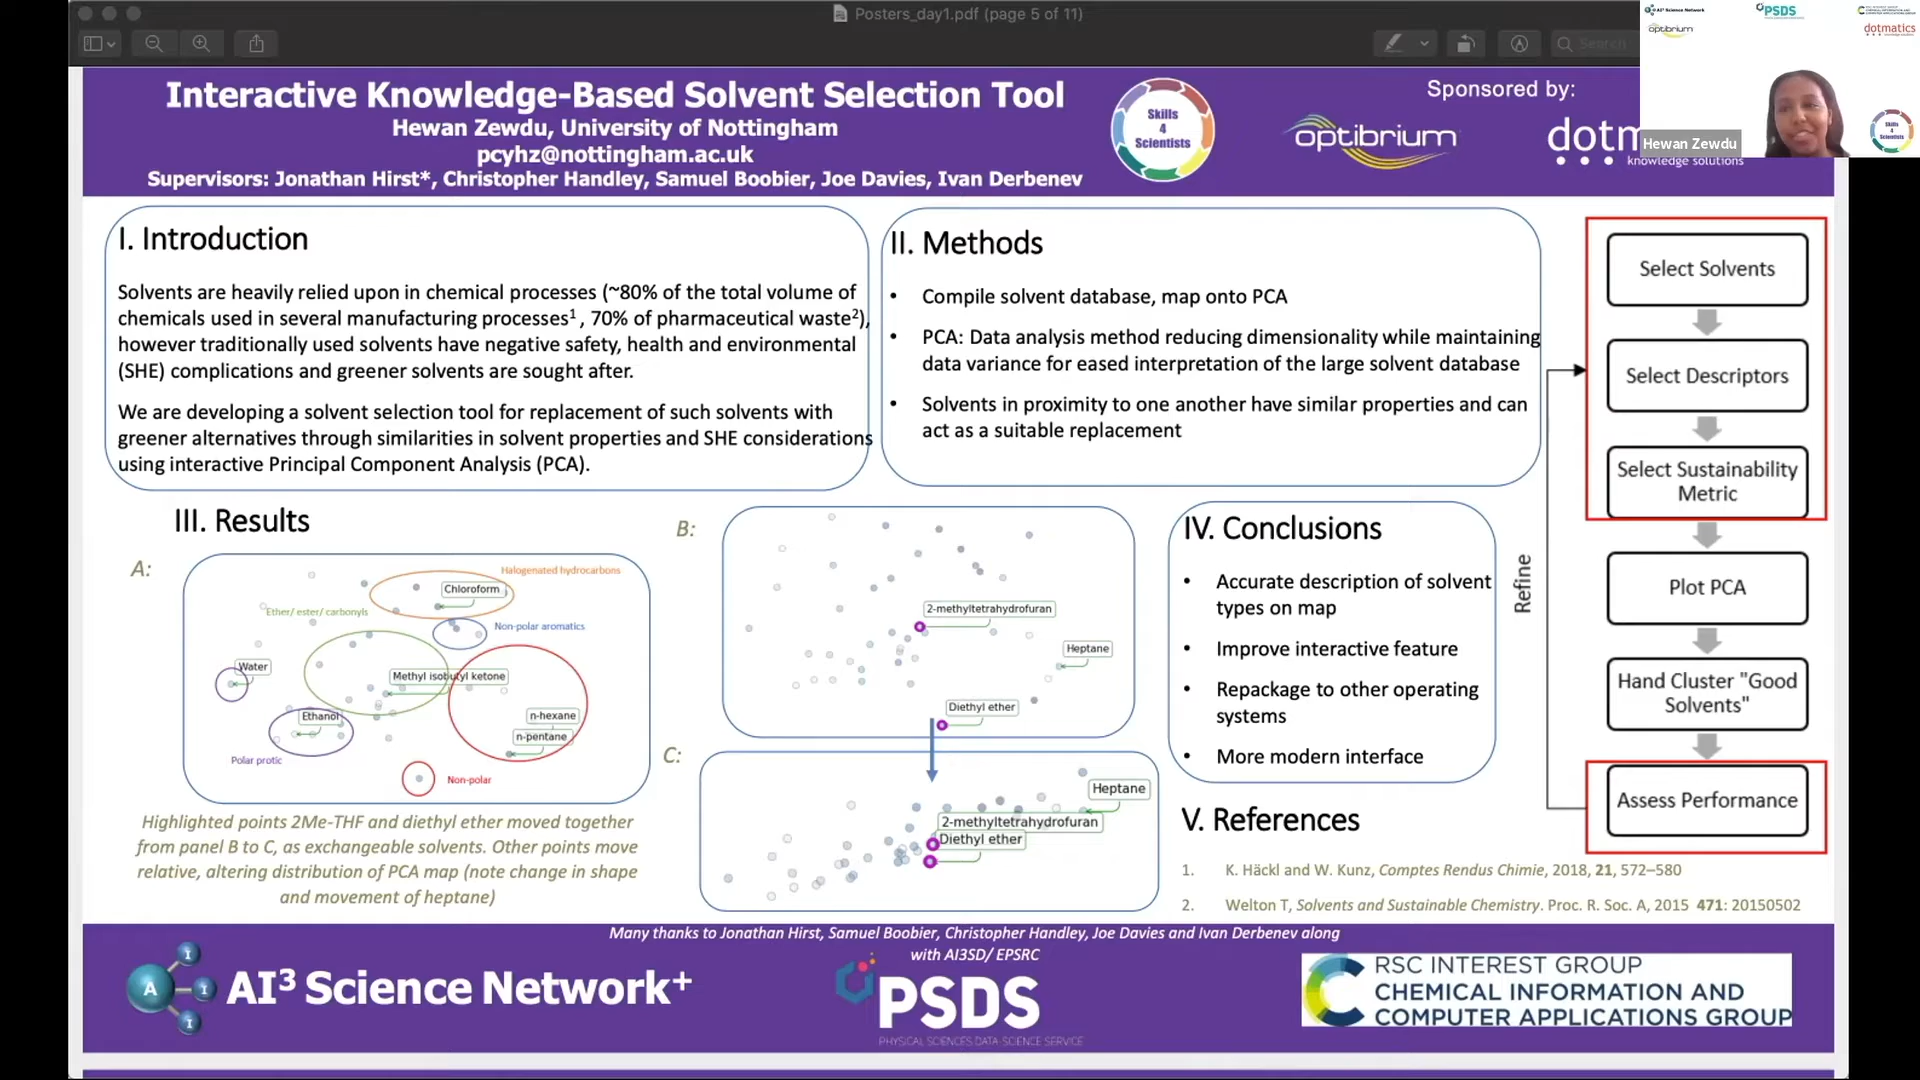 Posters_day1.pdf (page 5 of 11)
Search
AI³ Science Network⁺
PSDS
optibrium
dotmatics
Hewan Zewdu
Skills
4
Scientists
Interactive Knowledge-Based Solvent Selection Tool
Hewan Zewdu, University of Nottingham
pcyhz@nottingham.ac.uk
Supervisors: Jonathan Hirst*, Christopher Handley, Samuel Boobier, Joe Davies, Ivan Derbenev
Skills
4
Scientists
Sponsored by:
optibrium
dotm
knowledge solutions
I. Introduction
Solvents are heavily relied upon in chemical processes (~80% of the total volume of
chemicals used in several manufacturing processes¹ , 70% of pharmaceutical waste²),
however traditionally used solvents have negative safety, health and environmental
(SHE) complications and greener solvents are sought after.
We are developing a solvent selection tool for replacement of such solvents with
greener alternatives through similarities in solvent properties and SHE considerations
using interactive Principal Component Analysis (PCA).
II. Methods
• Compile solvent database, map onto PCA
• PCA: Data analysis method reducing dimensionality while maintaining
data variance for eased interpretation of the large solvent database
• Solvents in proximity to one another have similar properties and can
act as a suitable replacement
Select Solvents
Select Descriptors
Select Sustainability
Metric
Plot PCA
Hand Cluster "Good
Solvents"
Assess Performance
Refine
III. Results
A:
Halogenated hydrocarbons
Chloroform
Ether/ ester/ carbonyls
Non-polar aromatics
Water
Methyl isobutyl ketone
Ethanol
n-hexane
n-pentane
Polar protic
Non-polar
Highlighted points 2Me-THF and diethyl ether moved together
from panel B to C, as exchangeable solvents. Other points move
relative, altering distribution of PCA map (note change in shape
and movement of heptane)
B:
2-methyltetrahydrofuran
Heptane
Diethyl ether
C:
Heptane
2-methyltetrahydrofuran
Diethyl ether
IV. Conclusions
• Accurate description of solvent
types on map
• Improve interactive feature
• Repackage to other operating
systems
• More modern interface
V. References
1. K. Häckl and W. Kunz, Comptes Rendus Chimie, 2018, 21, 572–580
2. Welton T, Solvents and Sustainable Chemistry. Proc. R. Soc. A, 2015 471: 20150502
Many thanks to Jonathan Hirst, Samuel Boobier, Christopher Handley, Joe Davies and Ivan Derbenev along
with AI3SD/ EPSRC
A
I
I
I
AI³ Science Network⁺
PSDS
PHYSICAL SCIENCES DATA-SCIENCE SERVICE
RSC INTEREST GROUP
CHEMICAL INFORMATION AND
COMPUTER APPLICATIONS GROUP